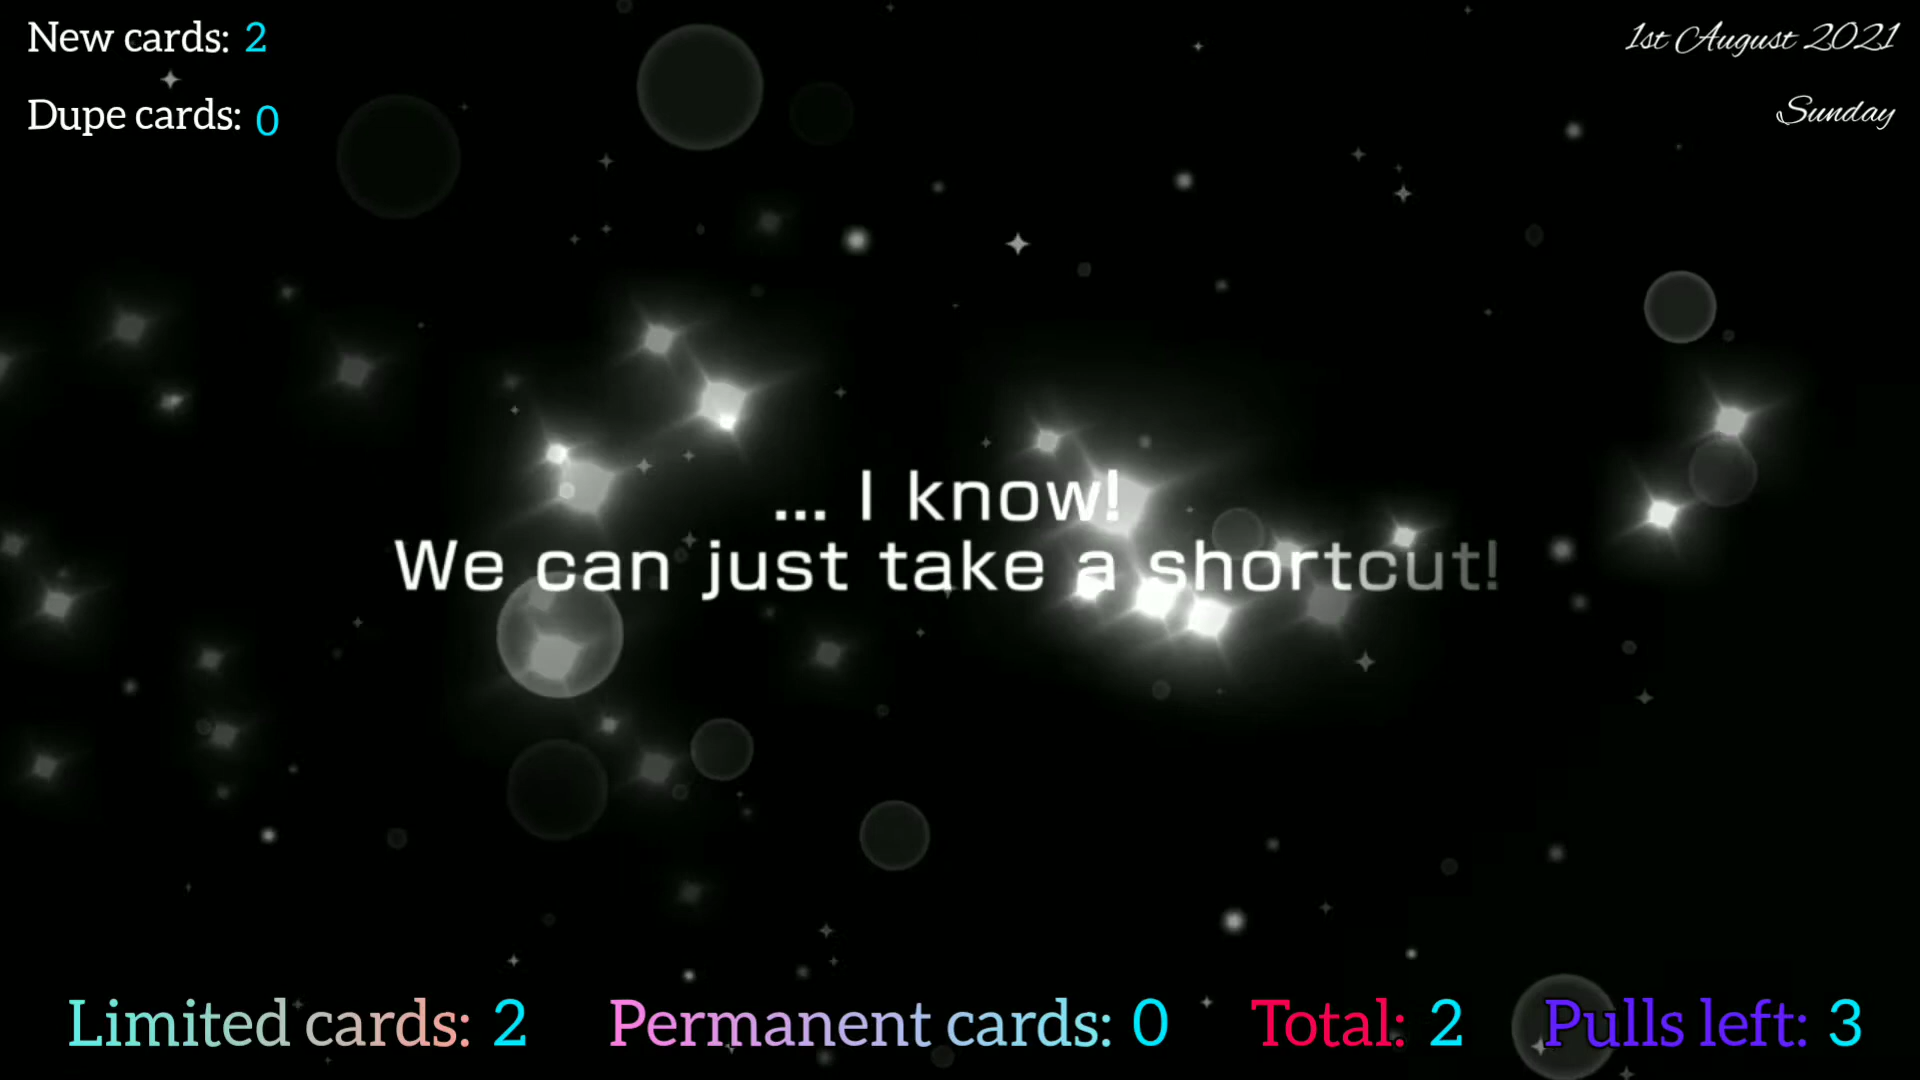 New cards: 2
1st August 2021
Dupe cards: 0
Sunday
... I know!
We can just take a shortcut!
Limited cards: 2 Permanent cards: 0 Total: 2 Pulls left: 3